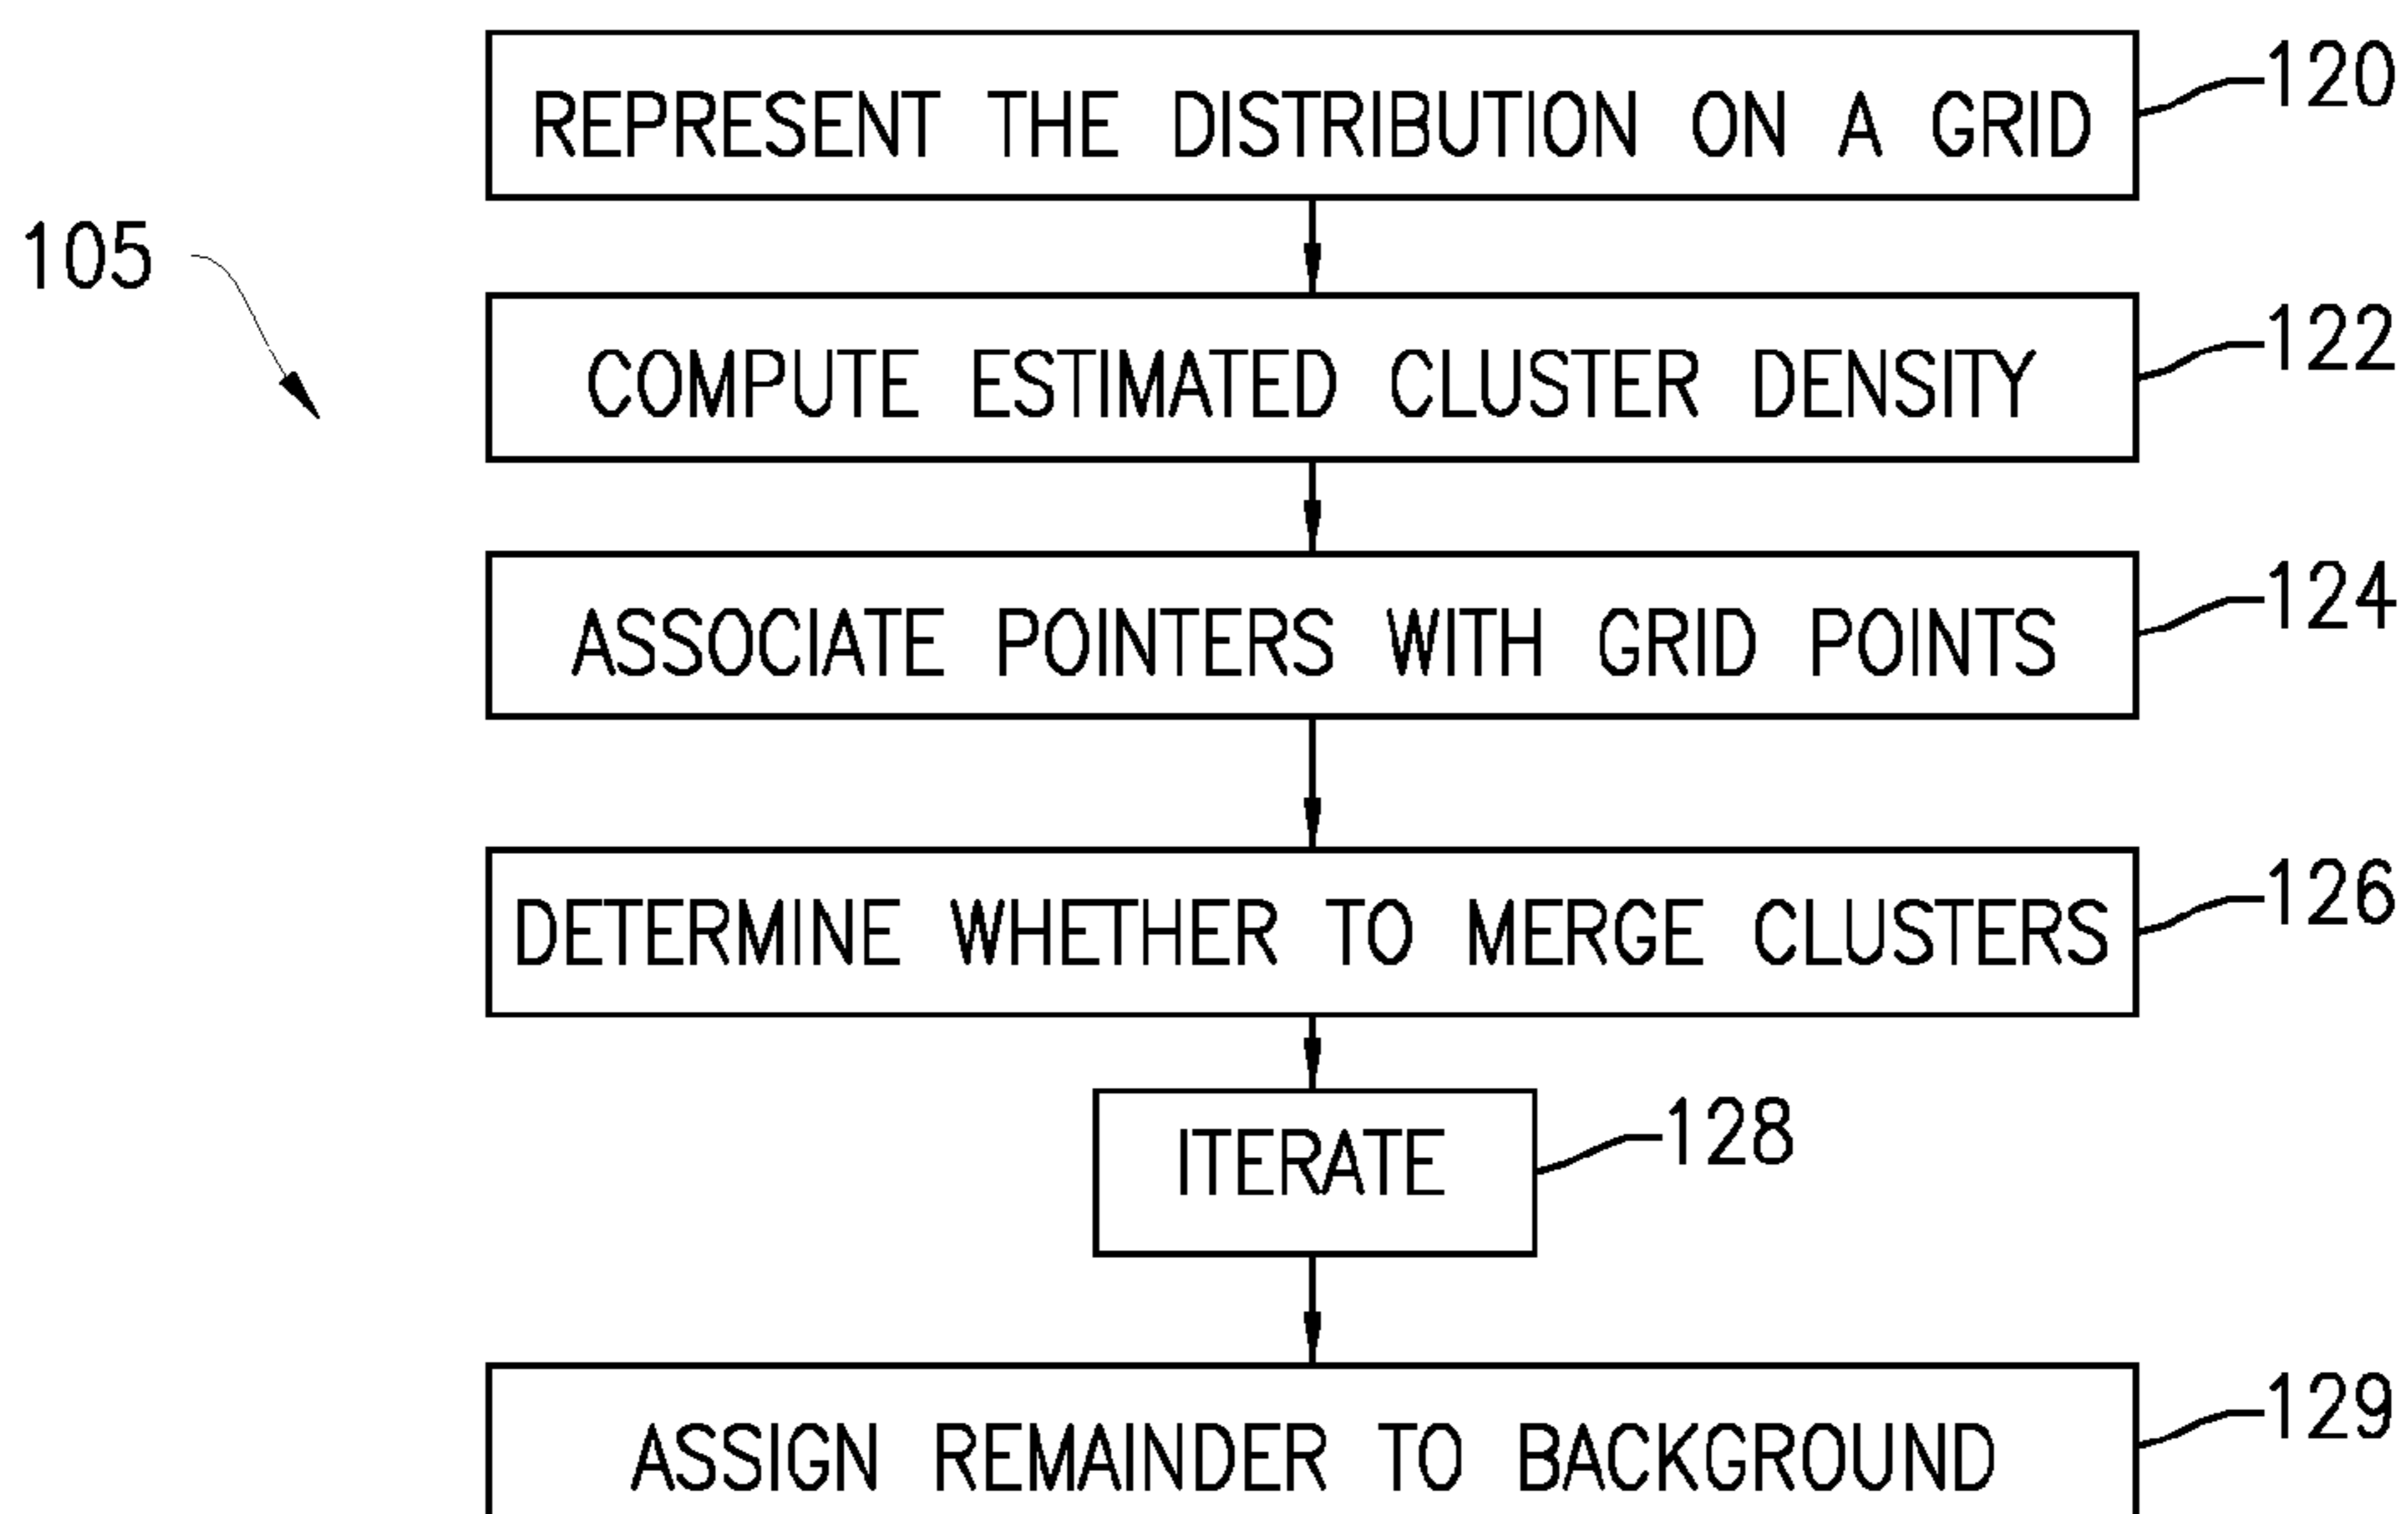 REPRESENT THE DISTRIBUTION ON A GRID
120
105
COMPUTE ESTIMATED CLUSTER DENSITY
122
ASSOCIATE POINTERS WITH GRID POINTS
124
DETERMINE WHETHER TO MERGE CLUSTERS
126
ITERATE
128
ASSIGN REMAINDER TO BACKGROUND
129